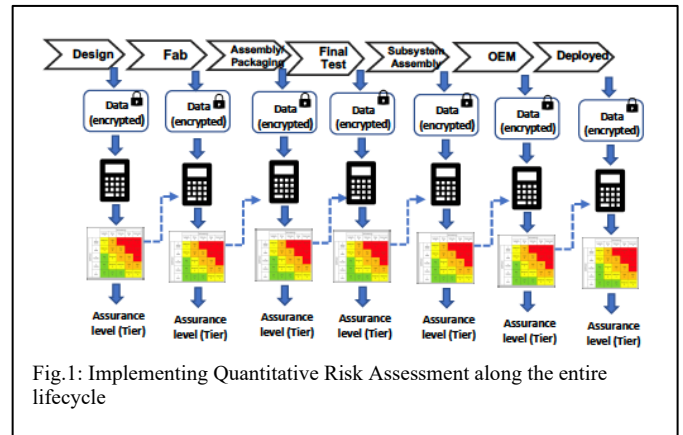 Design Fab Assembly/ Packaging Final Test Subsystem Assembly OEM Deployed
Data (encrypted) Data (encrypted) Data (encrypted) Data (encrypted) Data (encrypted) Data (encrypted) Data (encrypted)
Assurance level (Tier) Assurance level (Tier) Assurance level (Tier) Assurance level (Tier) Assurance level (Tier) Assurance level (Tier) Assurance level (Tier)
Fig.1: Implementing Quantitative Risk Assessment along the entire
lifecycle